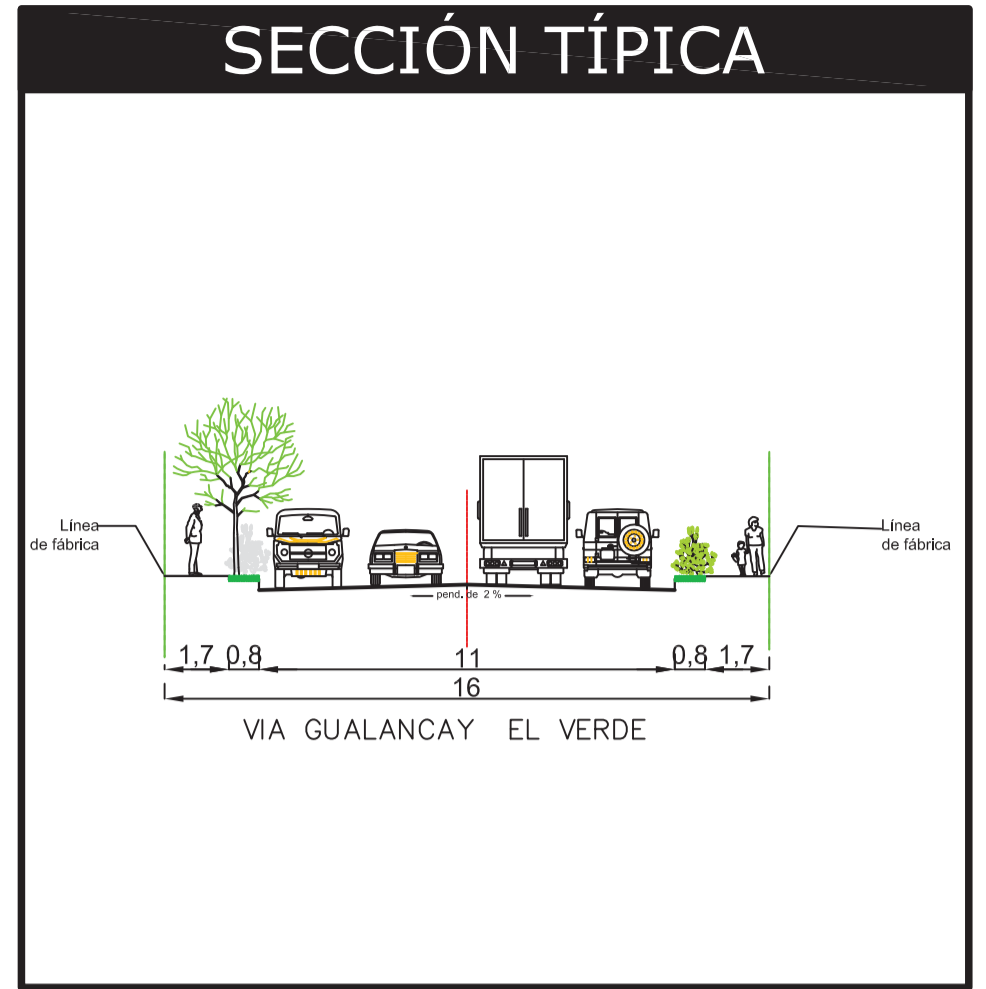 SECCIÓN TÍPICA
Línea
de fábrica
Línea
de fábrica
pend. de 2 %
1,7 0,8 11 0,8 1,7
16
VIA GUALANCAY EL VERDE